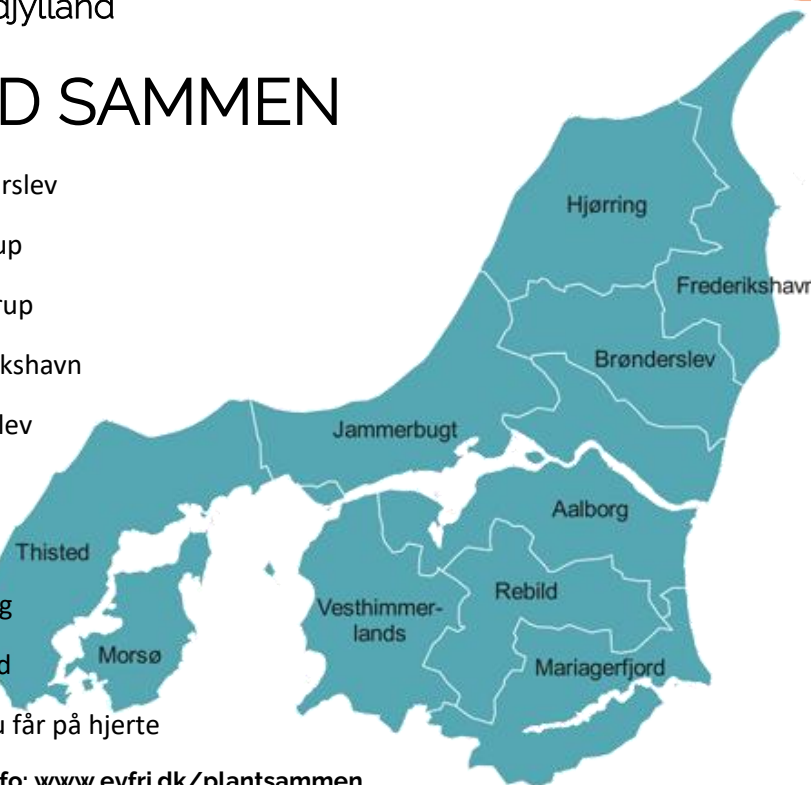 djylland
D SAMMEN
rslev
up
rup
kshavn
lev
g
d
u får på hjerte
fo: www.evfri.dk/plantsammen
Hjørring
Frederikshavn
Brønderslev
Jammerbugt
Aalborg
Thisted
Rebild
Vesthimmer-
lands
Morsø
Mariagerfjord